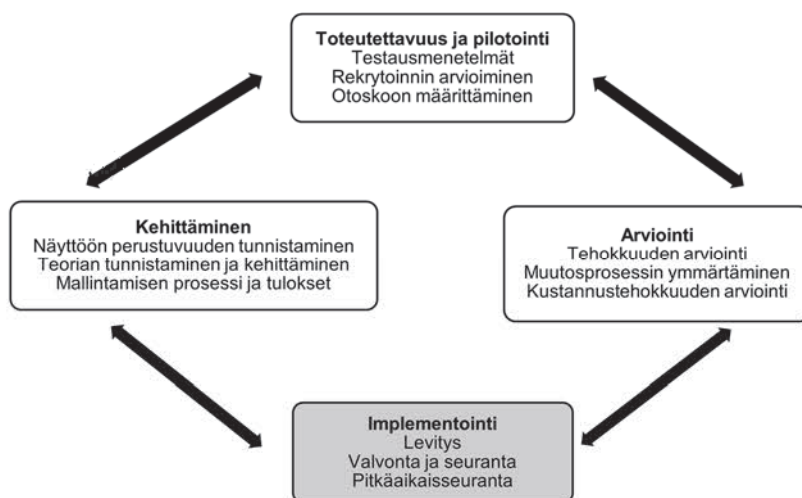 Toteutettavuus ja pilotointi
Testausmenetelmät
Rekrytoinnin arvioiminen
Otoskoon määrittäminen
Kehittäminen
Näyttöön perustuvuuden tunnistaminen
Teorian tunnistaminen ja kehittäminen
Mallintamisen prosessi ja tulokset
Arviointi
Tehokkuuden arviointi
Muutosprosessin ymmärtäminen
Kustannustehokkuuden arviointi
Implementointi
Levitys
Valvonta ja seuranta
Pitkäaikaisseuranta